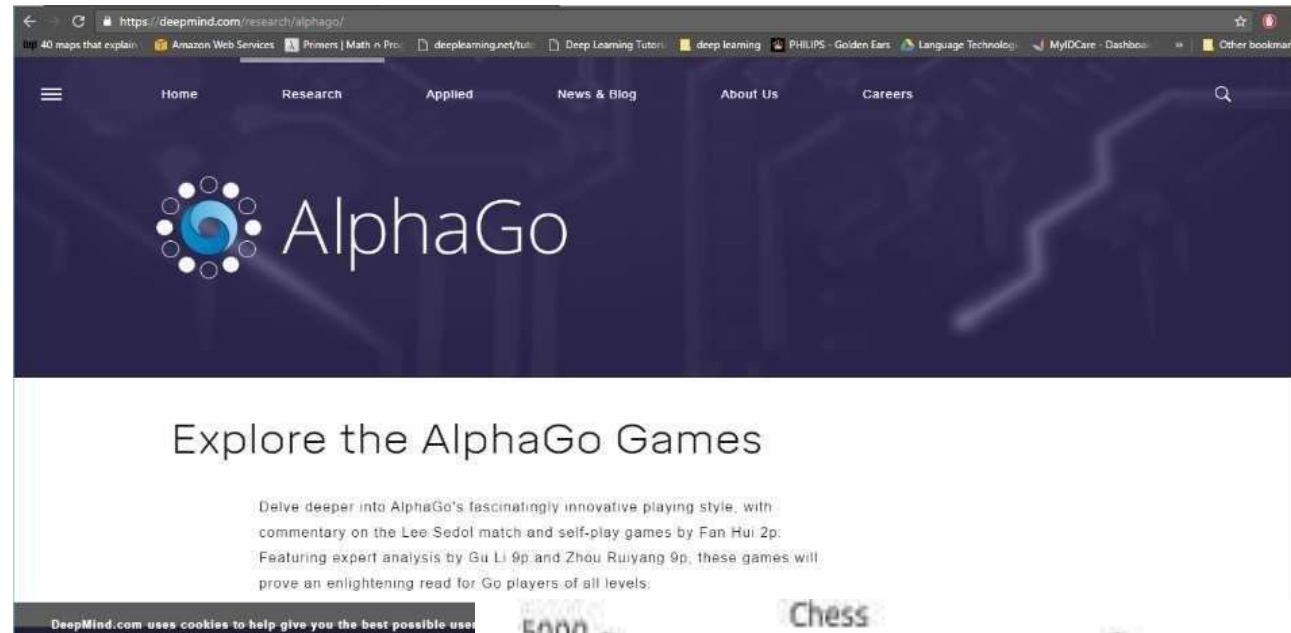 https://deepmind.com/research/alphago/
40 maps that explain Amazon Web Services Primers | Math ∩ Pro deeplearning.net/tuto Deep Learning Tutori deep learning PHILIPS - Golden Ears Language Technolog MyIDCare - Dashboa » Other bookmar
Home Research Applied News & Blog About Us Careers
AlphaGo
Explore the AlphaGo Games
Delve deeper into AlphaGo's fascinatingly innovative playing style, with
commentary on the Lee Sedol match and self-play games by Fan Hui 2p.
Featuring expert analysis by Gu Li 9p and Zhou Ruiyang 9p, these games will
prove an enlightening read for Go players of all levels.
DeepMind.com uses cookies to help give you the best possible user
Chess